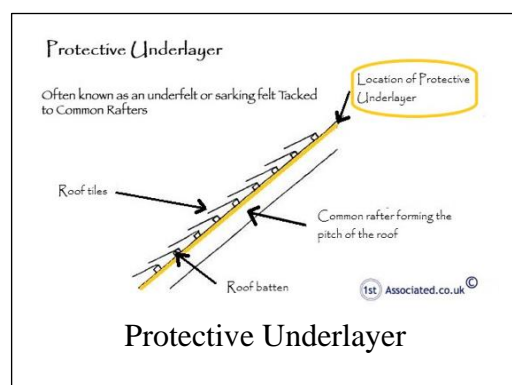 Protective Underlayer
Often known as an underfelt or sarking felt Tacked
to Common Rafters
Location of Protective
Underlayer
Roof tiles
Common rafter forming the
pitch of the roof
Roof batten
1st Associated.co.uk ©
Protective Underlayer